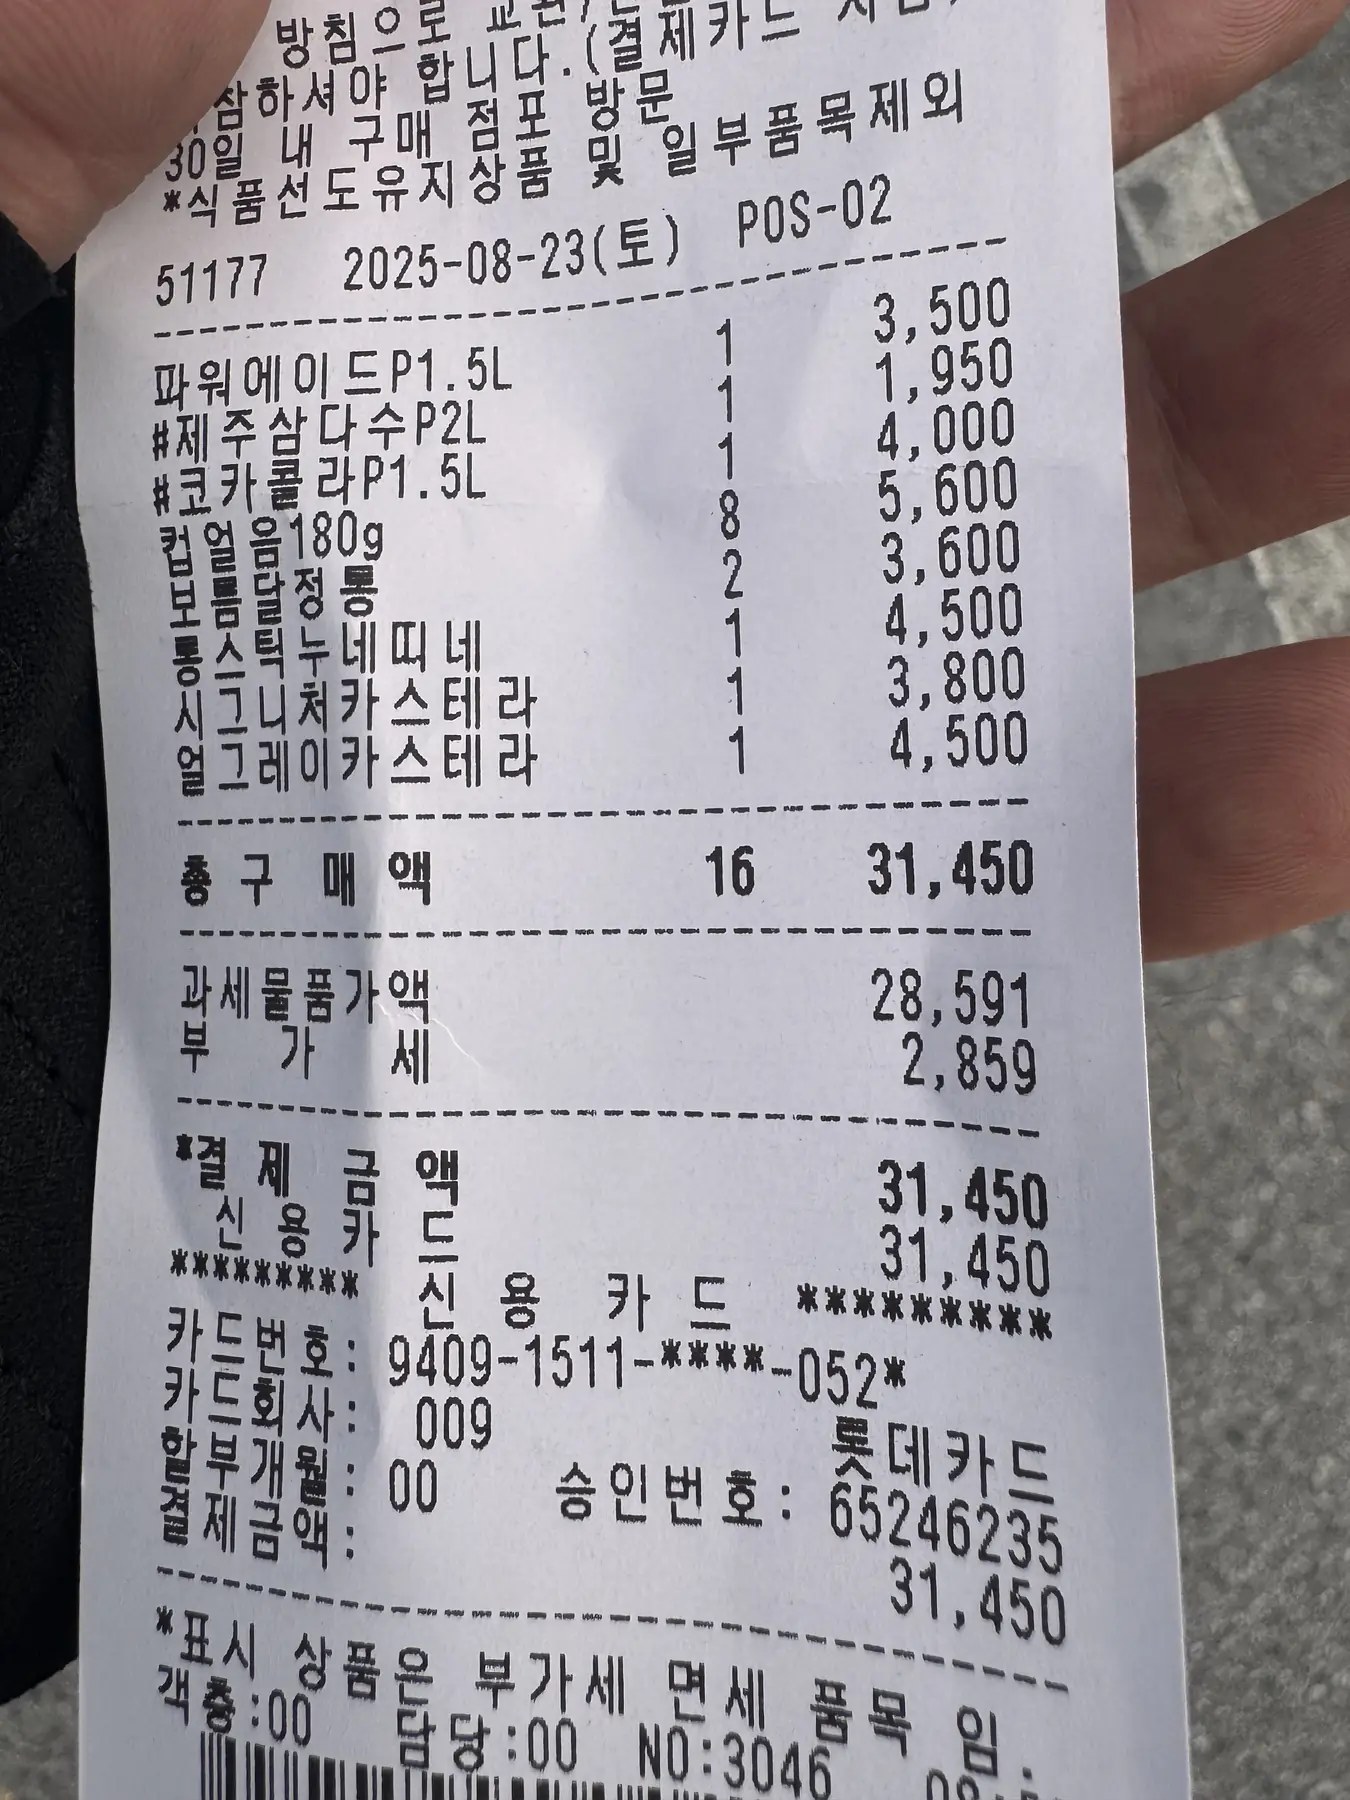 방침으로 교환/
참하셔야 합니다.(결제카드
30일 내 구매 점포 방문
*식품선도유지상품 및 일부품목제외
51177 2025-08-23(토) POS-02
파워에이드P1.5L 1 3,500
#제주삼다수P2L 1 1,950
#코카콜라P1.5L 1 4,000
컵얼음180g 8 5,600
보름달정통 2 3,600
롱스틱누네띠네 1 4,500
시그니처카스테라 1 3,800
얼그레이카스테라 1 4,500
총구매액 16 31,450
과세물품가액 28,591
부가세 2,859
*결제금액 31,450
신용카드 31,450
********* 신용카드 *********
카드번호: 9409-1511-****-052*
카드회사: 009 롯데카드
할부개월: 00 승인번호: 65246235
결제금액: 31,450
*표시 상품은 부가세 면세 품목 임.
객층:00 담당:00 NO:3046